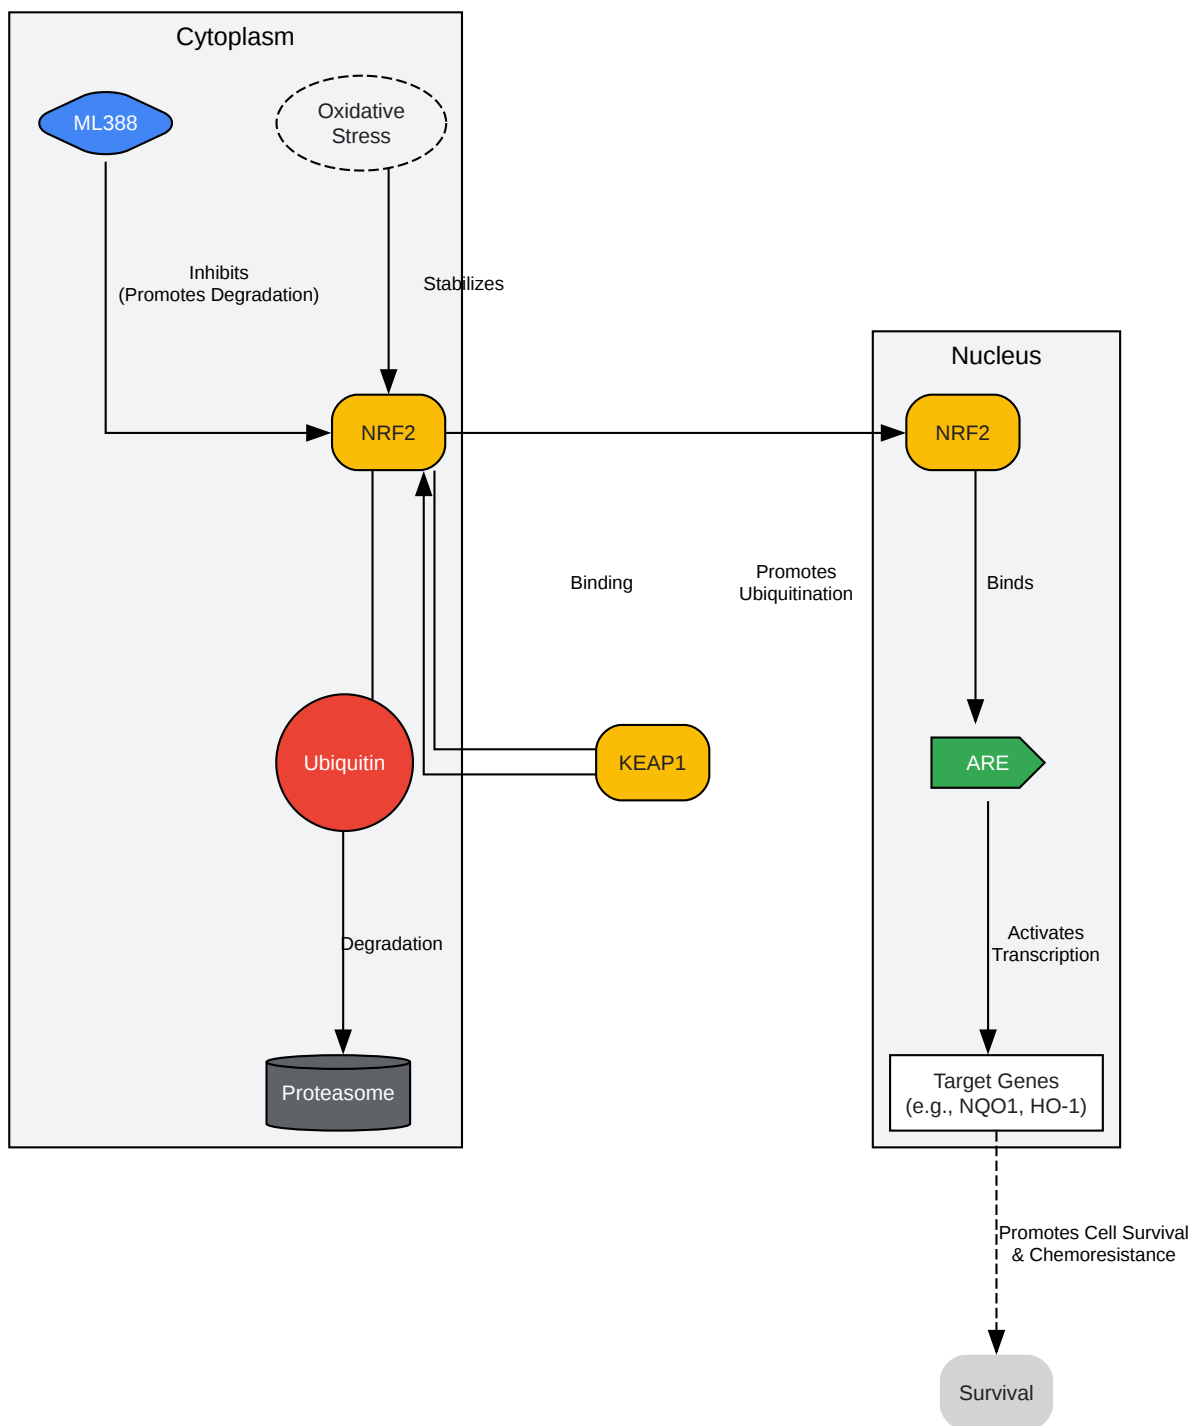 Cytoplasm
ML388
Oxidative
Stress
Inhibits
(Promotes Degradation)
Stabilizes
Nucleus
NRF2
NRF2
Binding
Promotes
Ubiquitination
Binds
Ubiquitin
KEAP1
ARE
Degradation
Activates
Transcription
Proteasome
Target Genes
(e.g., NQO1, HO-1)
Promotes Cell Survival
& Chemoresistance
Survival